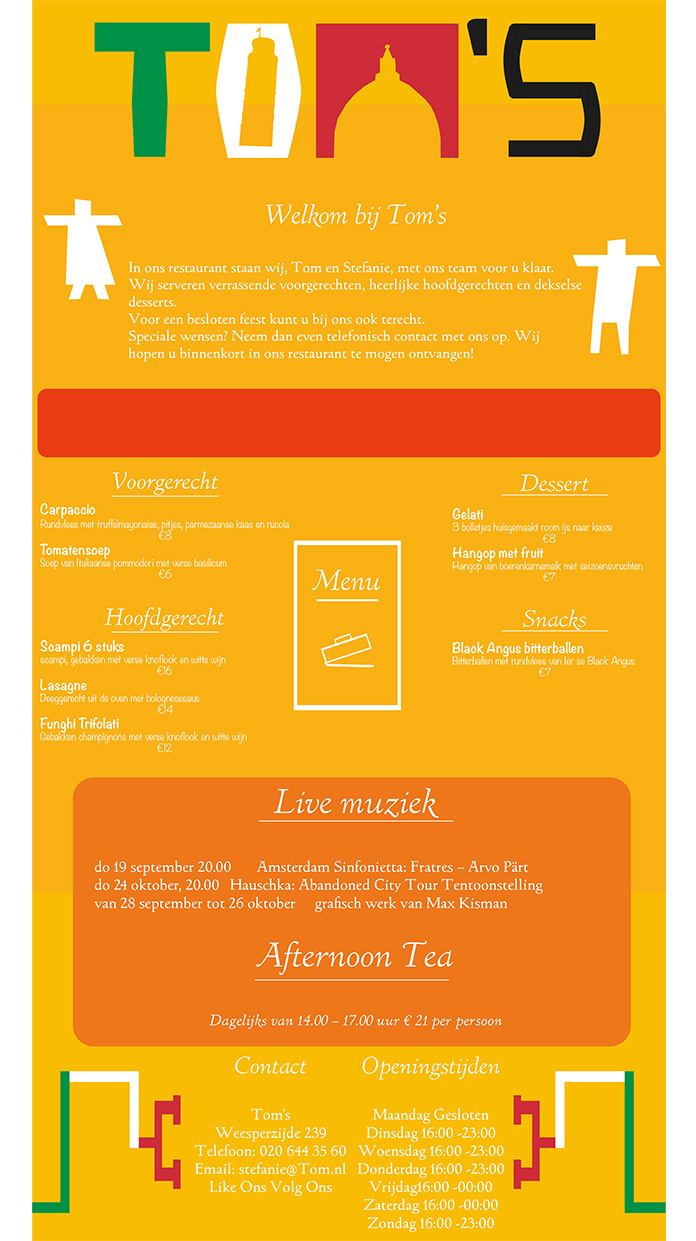 TOM'S
Welkom bij Tom's
In ons restaurant staan wij, Tom en Stefanie, met ons team voor u klaar.
Wij serveren verrassende voorgerechten, heerlijke hoofdgerechten en dekselse
desserts.
Voor een besloten feest kunt u bij ons ook terecht.
Speciale wensen? Neem dan even telefonisch contact met ons op. Wij
hopen u binnenkort in ons restaurant te mogen ontvangen!
Voorgerecht
Carpaccio
Rundvlees met truffelmayonaise, pitjes, parmezaanse kaas en rucola
€8
Tomatensoep
Soep van Italiaanse pommodori met verse basilicum
€6
Hoofdgerecht
Scampi 6 stuks
scampi, gebakken met verse knoflook en witte wijn
€16
Lasagne
Deeggerecht uit de oven met bolognesesaus
€14
Funghi Trifolati
Gebakken champignons met verse knoflook en witte wijn
€12
Menu
Dessert
Gelati
3 bolletjes huisgemaakt room ijs naar keuze
€8
Hangop met fruit
Hangop van boerenkarnemelk met seizoensvruchten
€7
Snacks
Black Angus bitterballen
Bitterballen met rundvlees van Ier se Black Angus
€7
Live muziek
do 19 september 20.00 Amsterdam Sinfonietta: Fratres – Arvo Pärt
do 24 oktober, 20.00 Hauschka: Abandoned City Tour Tentoonstelling
van 28 september tot 26 oktober grafisch werk van Max Kisman
Afternoon Tea
Dagelijks van 14.00 – 17.00 uur € 21 per persoon
Contact
Tom's
Weesperzijde 239
Telefoon: 020 644 35 60
Email: stefanie@Tom.nl
Like Ons Volg Ons
Openingstijden
Maandag Gesloten
Dinsdag 16:00 -23:00
Woensdag 16:00 -23:00
Donderdag 16:00 -23:00
Vrijdag16:00 -00:00
Zaterdag 16:00 -00:00
Zondag 16:00 -23:00